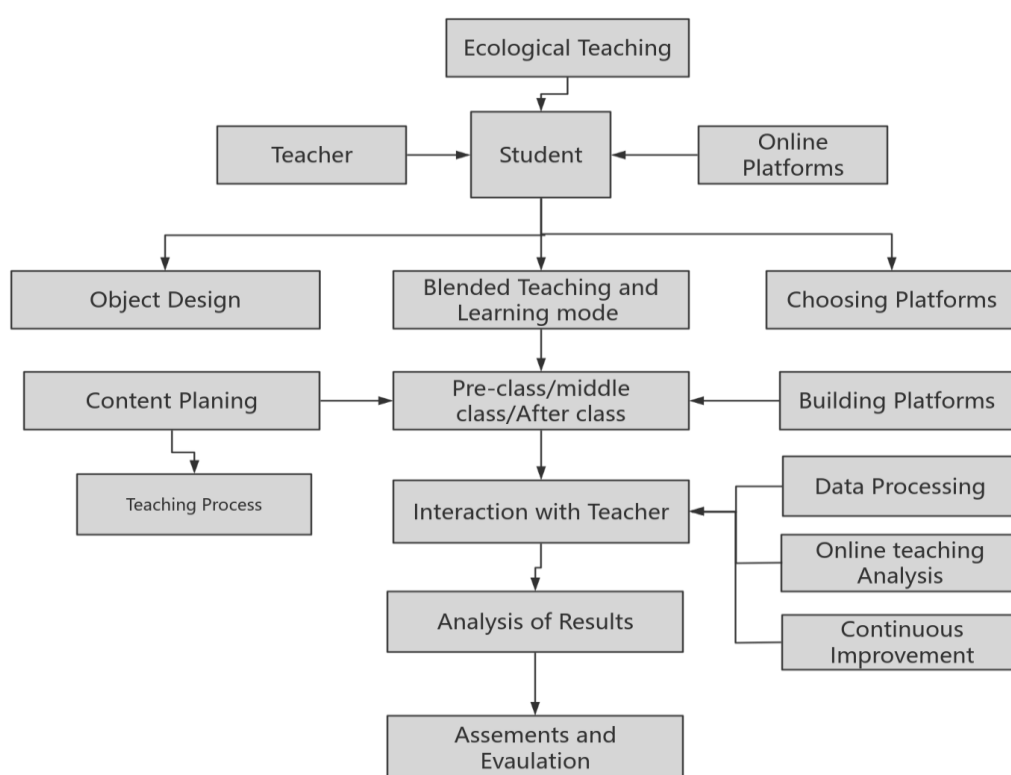 Ecological Teaching
Teacher
Student
Online
Platforms
Object Design
Blended Teaching and
Learning mode
Choosing Platforms
Content Planing
Pre-class/middle
class/After class
Building Platforms
Teaching Process
Interaction with Teacher
Data Processing
Online teaching
Analysis
Analysis of Results
Continuous
Improvement
Assements and
Evaulation